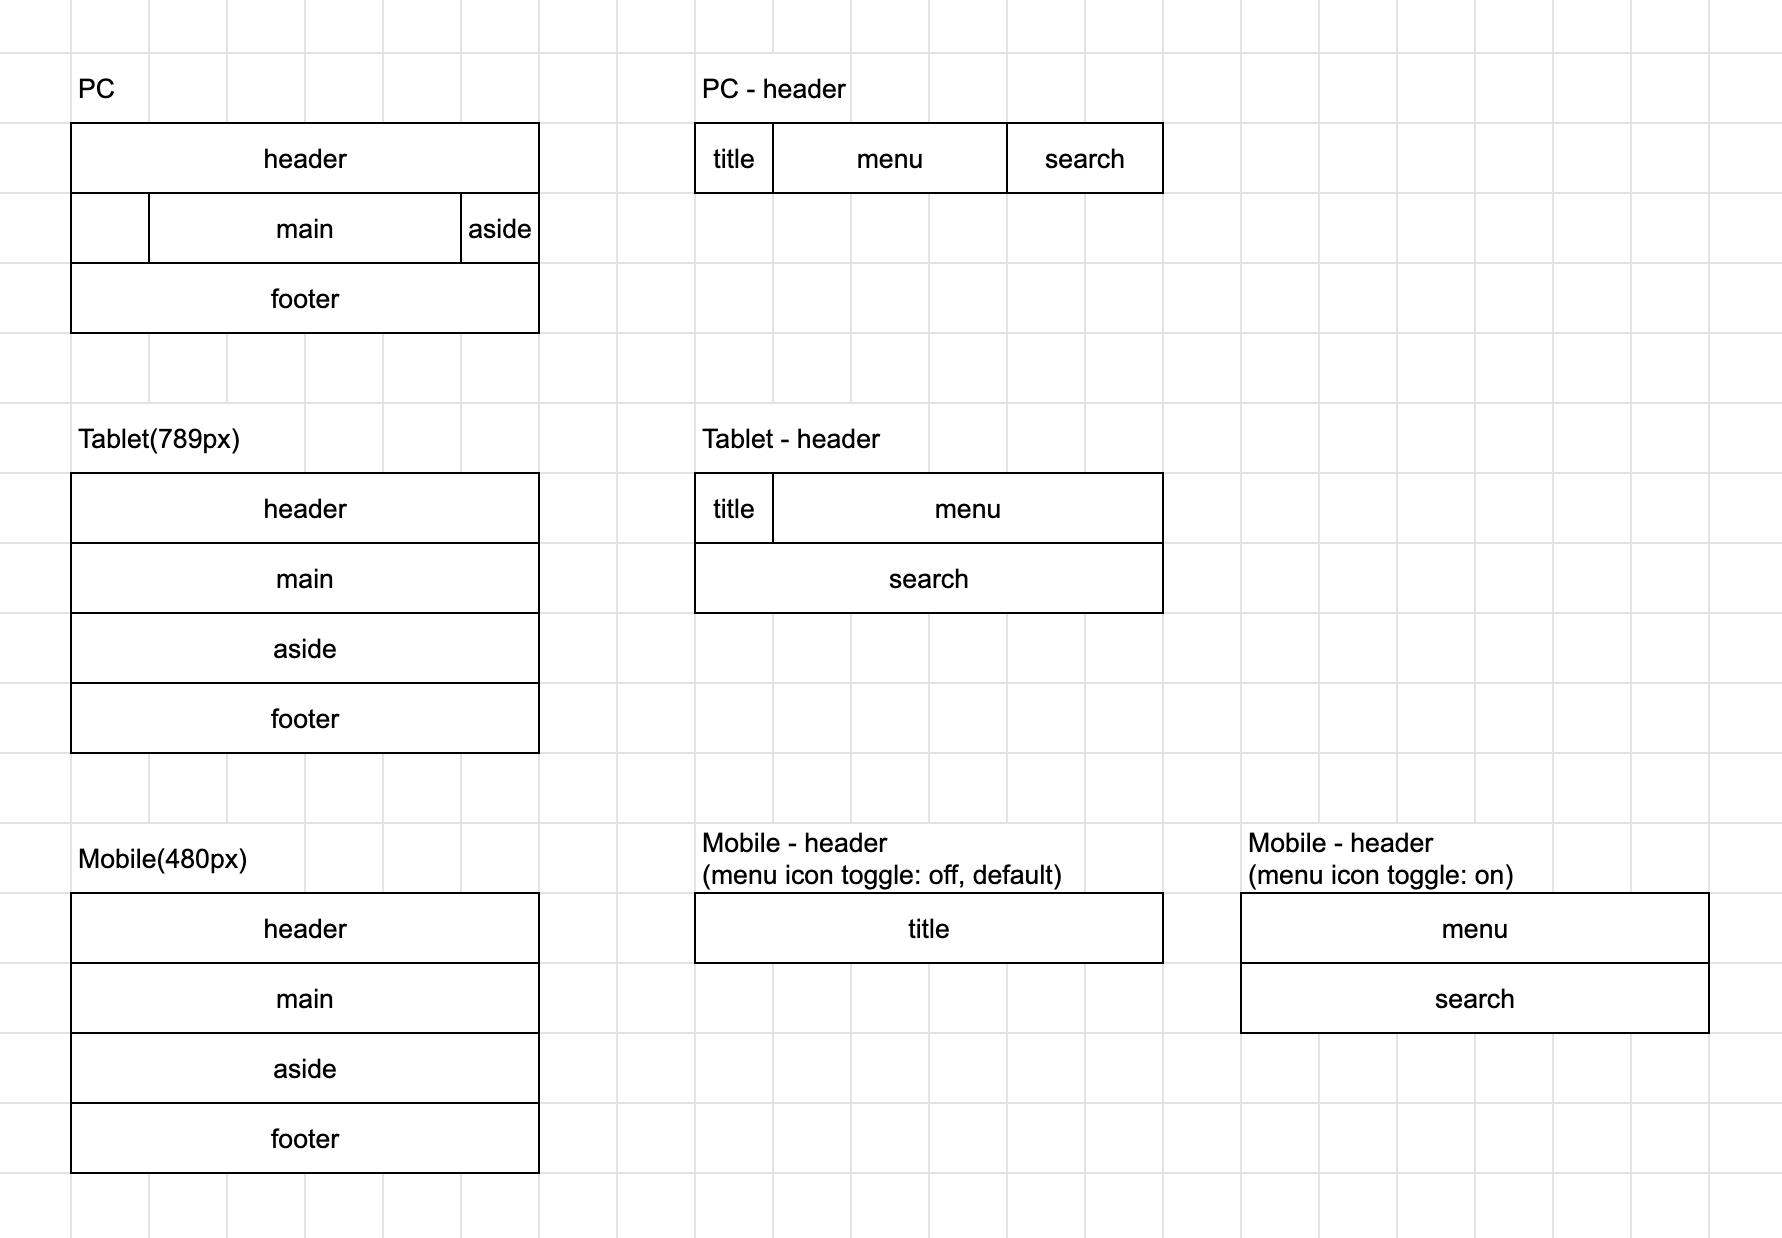 PC
header
main
aside
footer
PC - header
title
menu
search
Tablet(789px)
header
main
aside
footer
Tablet - header
title
menu
search
Mobile(480px)
header
main
aside
footer
Mobile - header
(menu icon toggle: off, default)
title
Mobile - header
(menu icon toggle: on)
menu
search